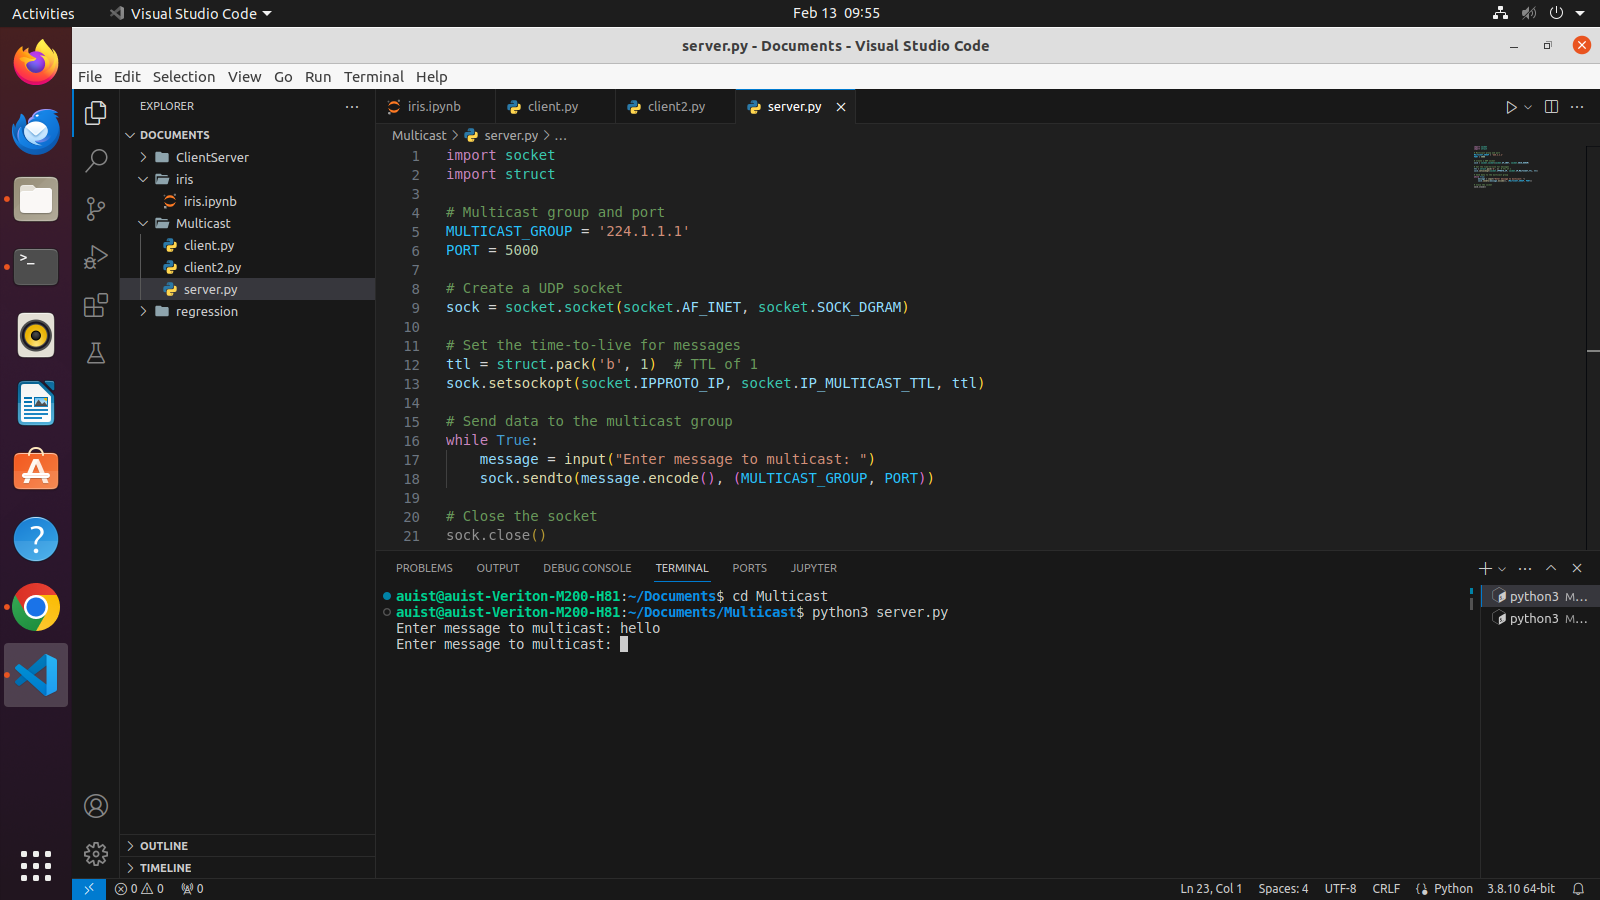 Activities
Visual Studio Code
Feb 13 09:55
server.py - Documents - Visual Studio Code
File Edit Selection View Go Run Terminal Help
EXPLORER
iris.ipynb
client.py
client2.py
server.py
DOCUMENTS
ClientServer
iris
iris.ipynb
Multicast
client.py
client2.py
server.py
regression
OUTLINE
TIMELINE
Multicast > server.py > ...
1 import socket
2 import struct
3
4 # Multicast group and port
5 MULTICAST_GROUP = '224.1.1.1'
6 PORT = 5000
7
8 # Create a UDP socket
9 sock = socket.socket(socket.AF_INET, socket.SOCK_DGRAM)
10
11 # Set the time-to-live for messages
12 ttl = struct.pack('b', 1)  # TTL of 1
13 sock.setsockopt(socket.IPPROTO_IP, socket.IP_MULTICAST_TTL, ttl)
14
15 # Send data to the multicast group
16 while True:
17     message = input("Enter message to multicast: ")
18     sock.sendto(message.encode(), (MULTICAST_GROUP, PORT))
19
20 # Close the socket
21 sock.close()
PROBLEMS OUTPUT DEBUG CONSOLE TERMINAL PORTS JUPYTER
auist@auist-Veriton-M200-H81:~/Documents$ cd Multicast
auist@auist-Veriton-M200-H81:~/Documents/Multicast$ python3 server.py
Enter message to multicast: hello
Enter message to multicast:
python3 M...
python3 M...
0 0 0
Ln 23, Col 1 Spaces: 4 UTF-8 CRLF Python 3.8.10 64-bit